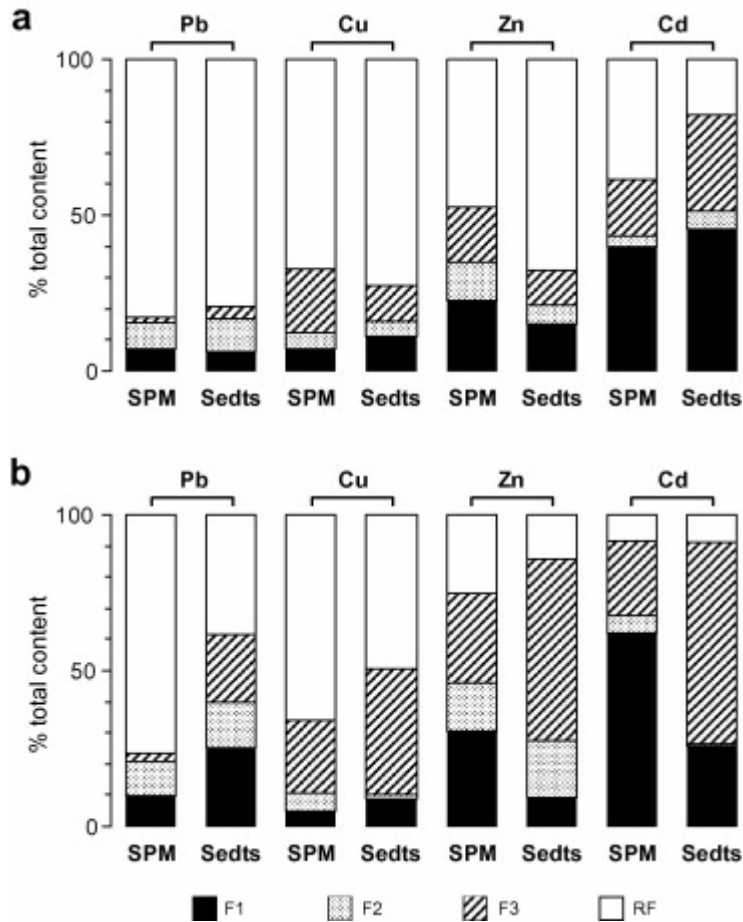 a
Pb Cu Zn Cd
100
50
0
% total content
SPM Sedts SPM Sedts SPM Sedts SPM Sedts
b
Pb Cu Zn Cd
100
50
0
% total content
SPM Sedts SPM Sedts SPM Sedts SPM Sedts
F1 F2 F3 RF